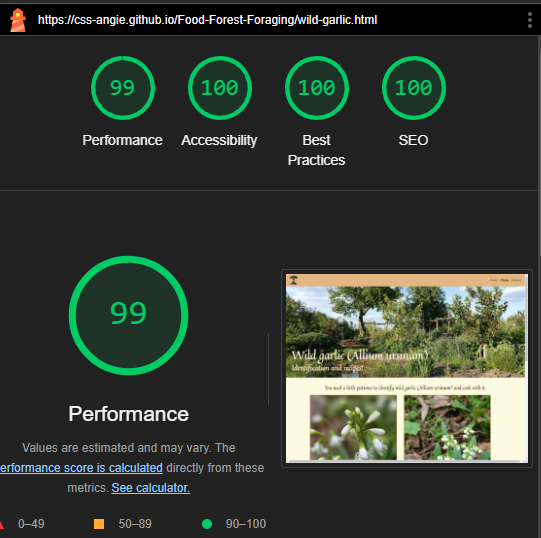 https://css-angie.github.io/Food-Forest-Foraging/wild-garlic.html
99
100
100
100
Performance
Accessibility
Best
Practices
SEO
99
Performance
Values are estimated and may vary. The
erformance score is calculated directly from these
metrics. See calculator.
0–49
50–89
90–100
Wild garlic (Allium ursinum)
Identification and recipes!
You need a little patience to identify wild garlic (Allium ursinum) and cook with it.